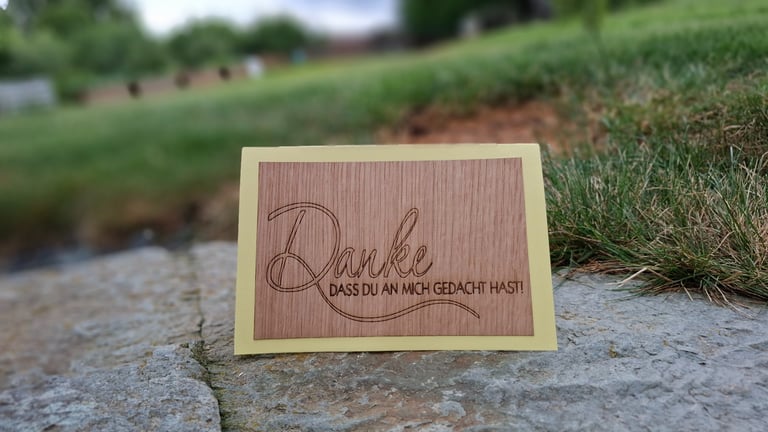 Danke
DASS DU AN MICH GEDACHT HAST!